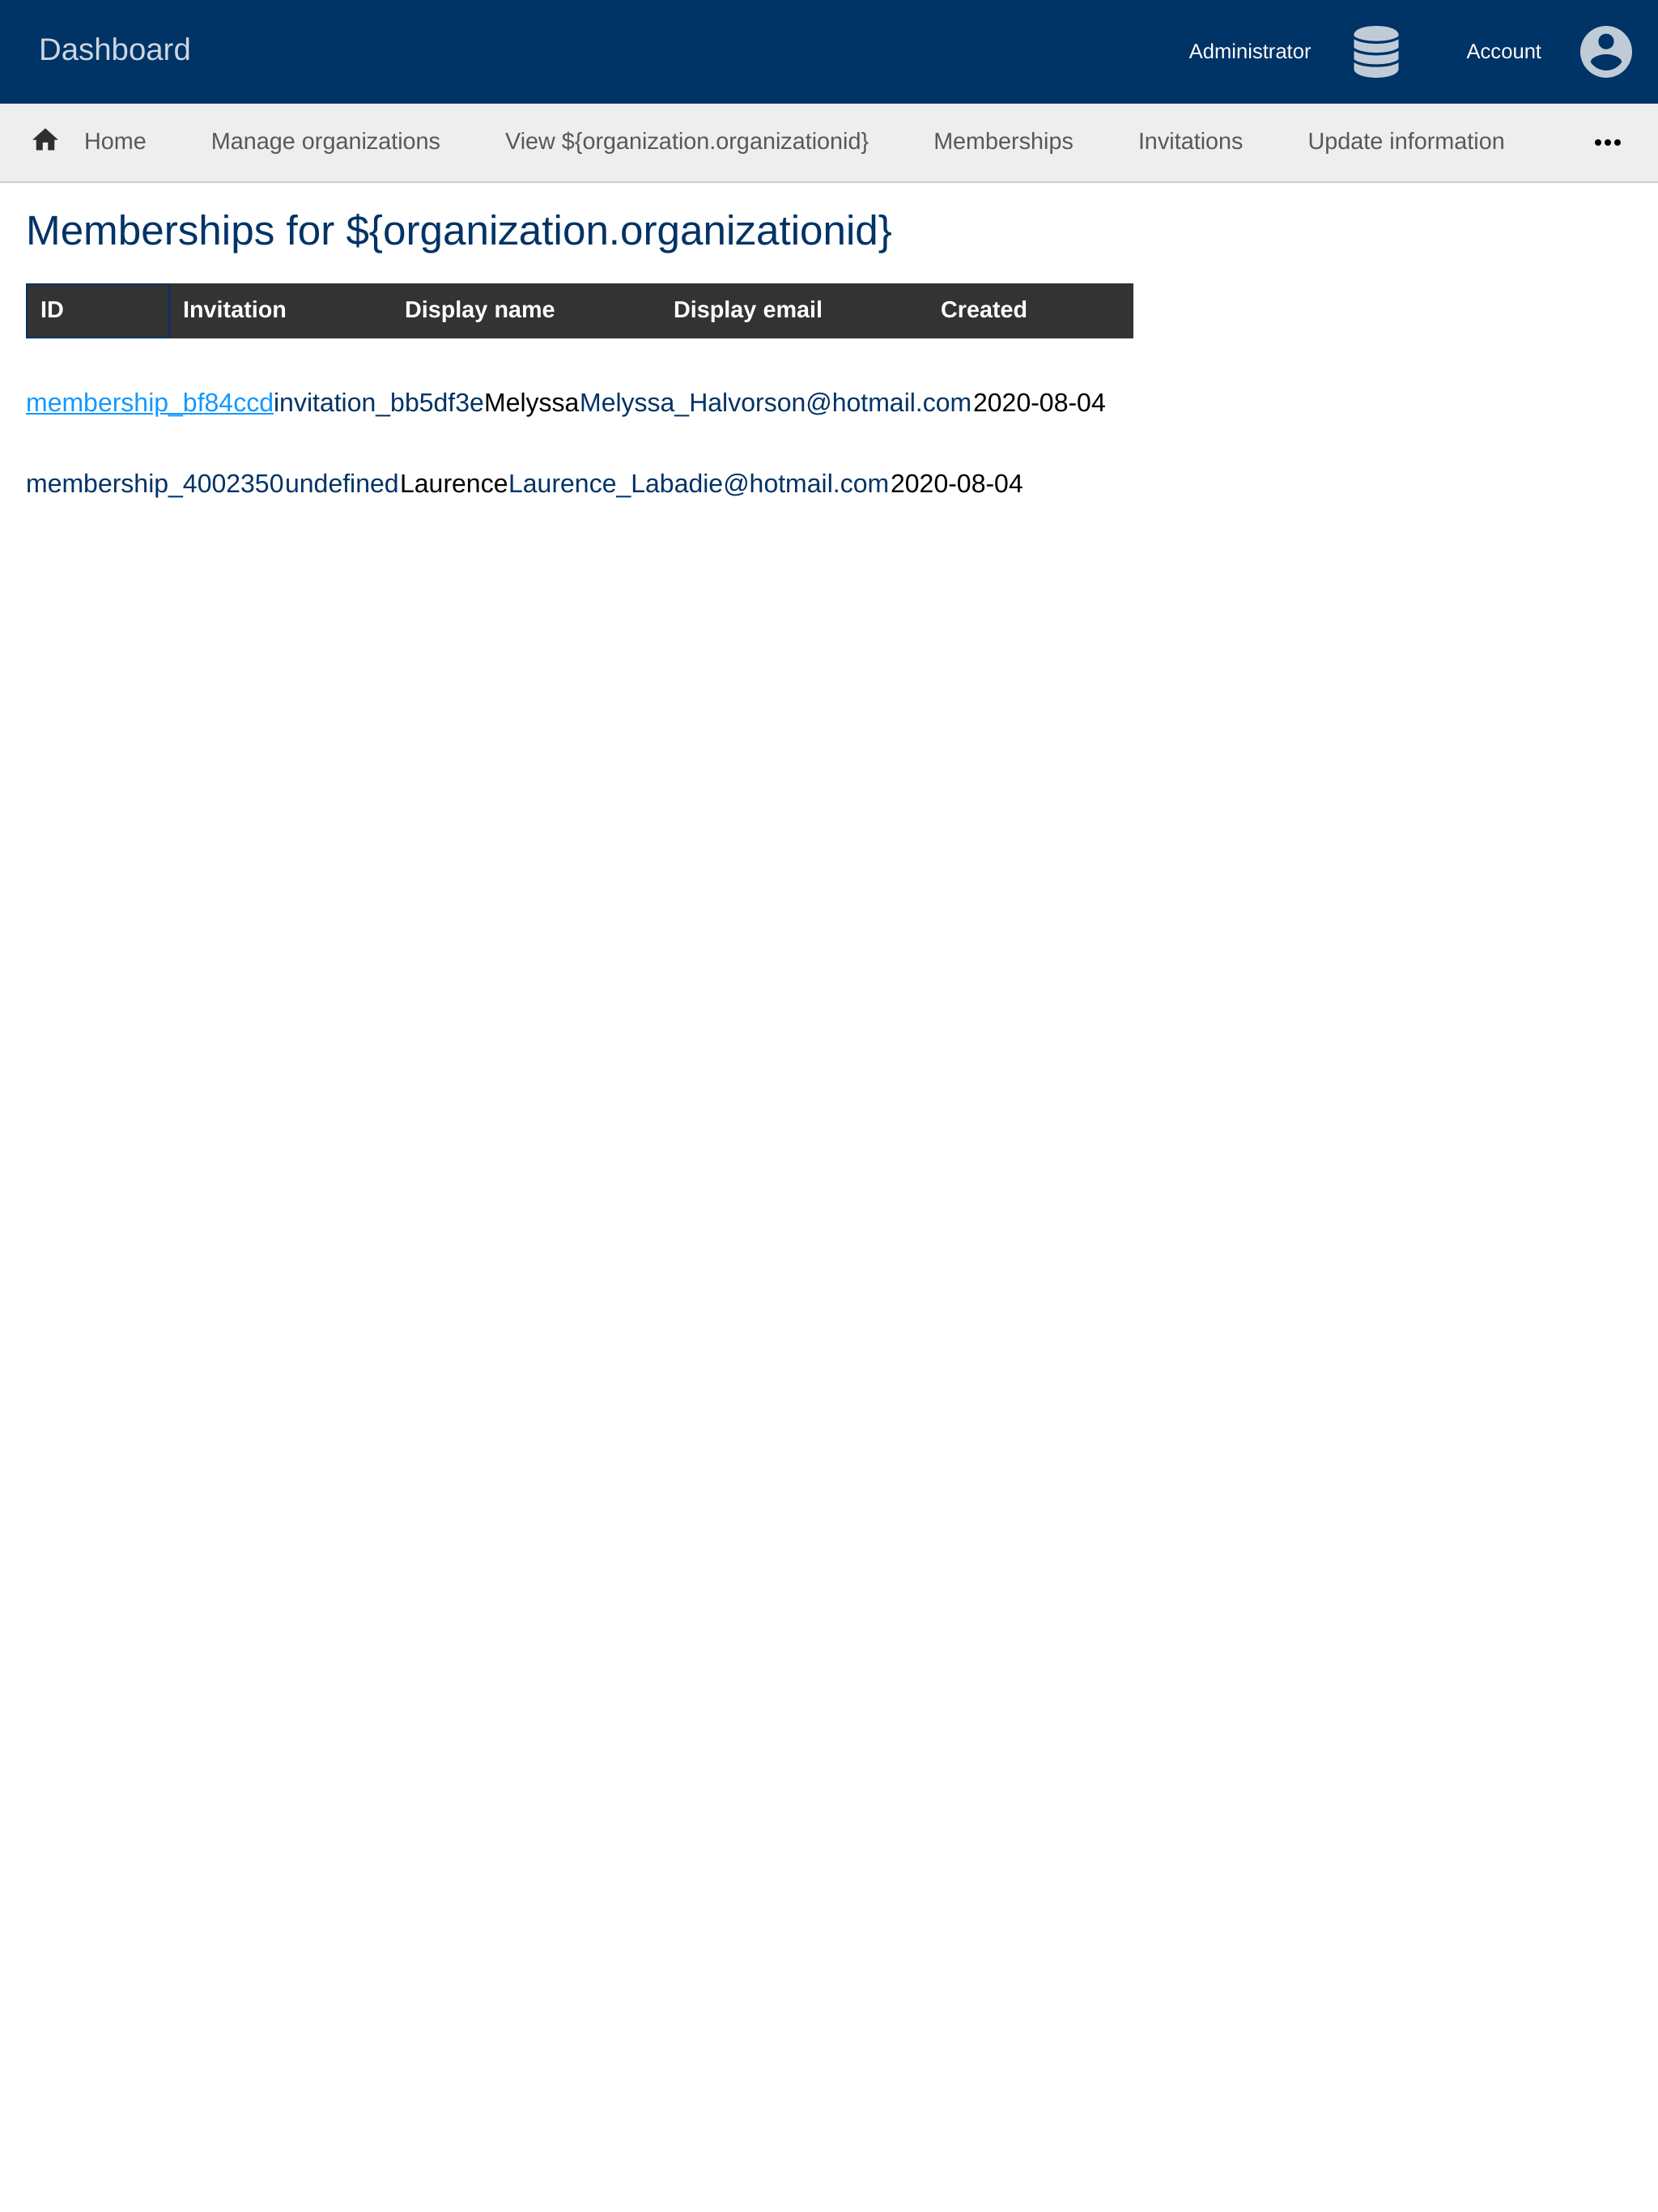 Dashboard Administrator Account
Home Manage organizations View ${organization.organizationid} Memberships Invitations Update information
Memberships for ${organization.organizationid}
ID Invitation Display name Display email Created
membership_bf84ccdinvitation_bb5df3eMelyssaMelyssa_Halvorson@hotmail.com2020-08-04
membership_4002350undefinedLaurenceLaurence_Labadie@hotmail.com2020-08-04